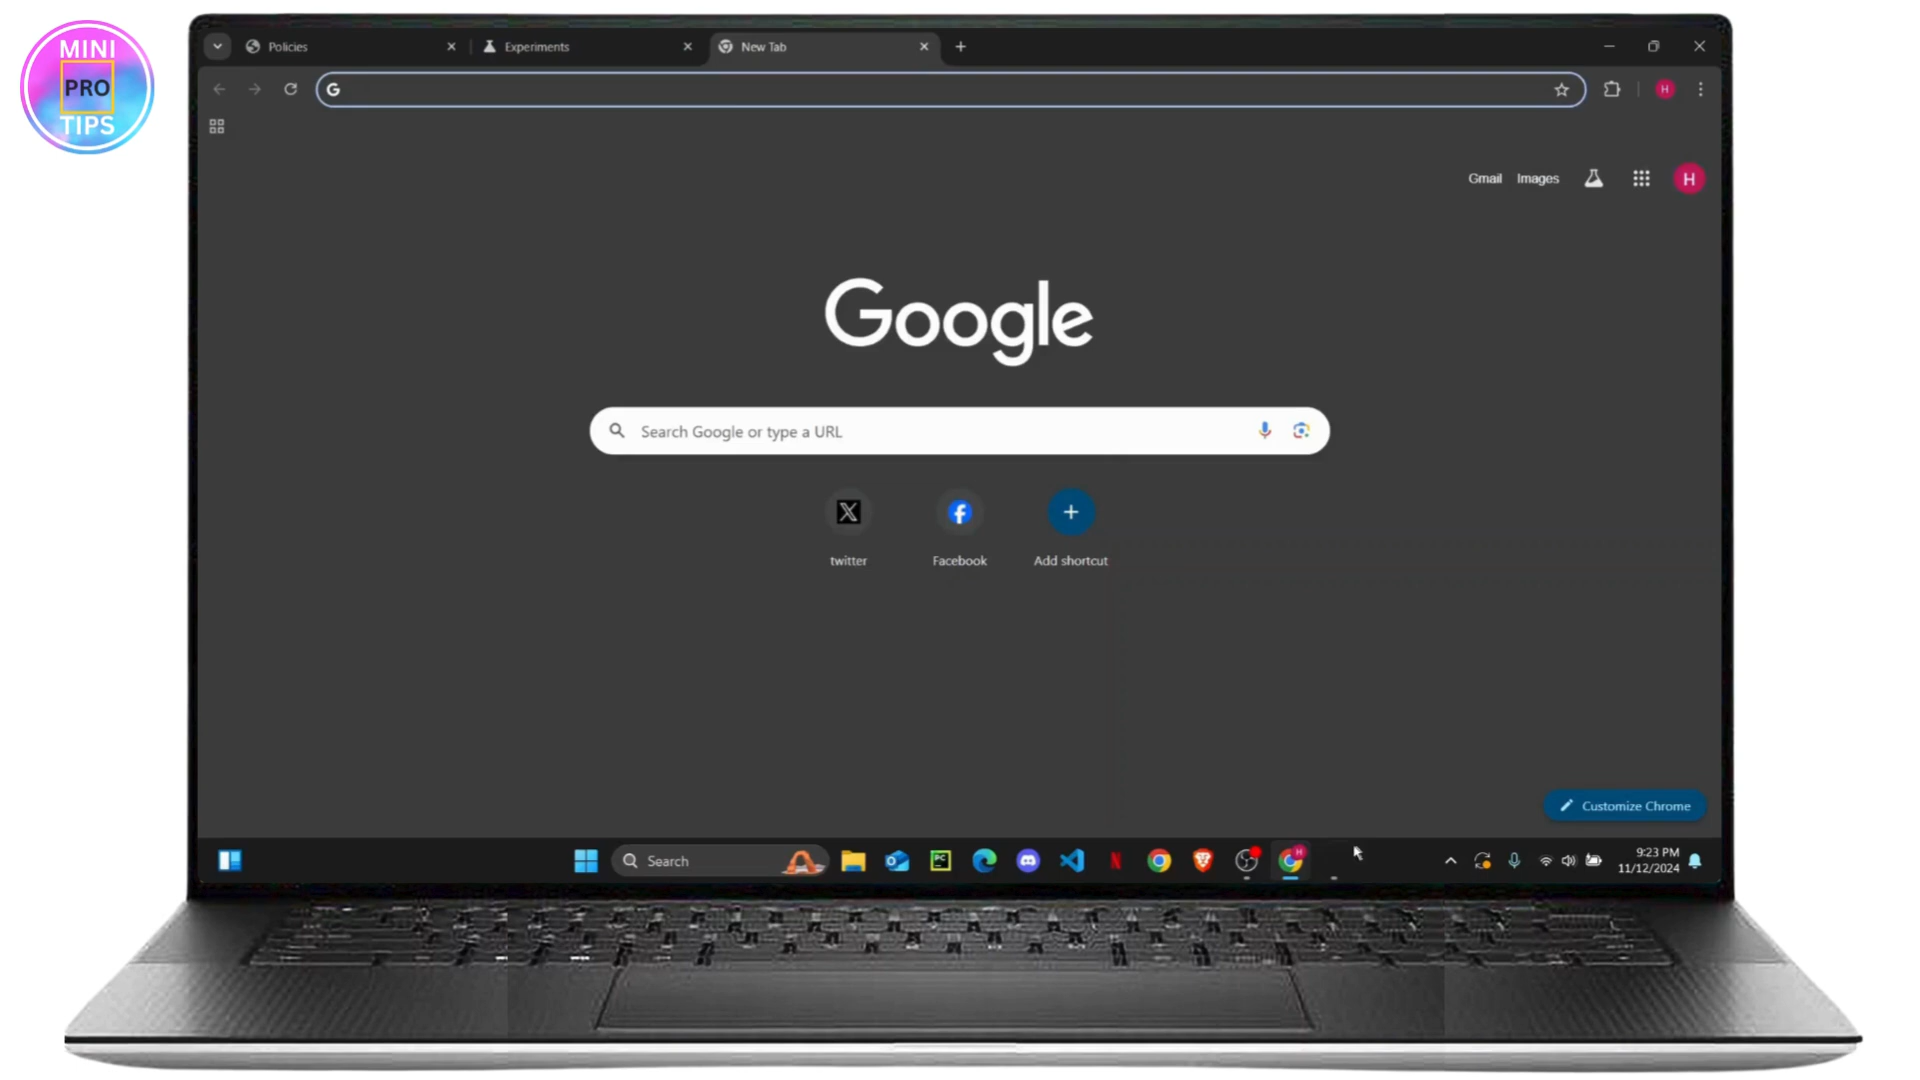 MINI
PRO
TIPS
Policies
Experiments
New Tab
G
H
Gmail
Images
H
Google
Search Google or type a URL
twitter
Facebook
Add shortcut
Customize Chrome
Search
PC
H
9:23 PM
11/12/2024